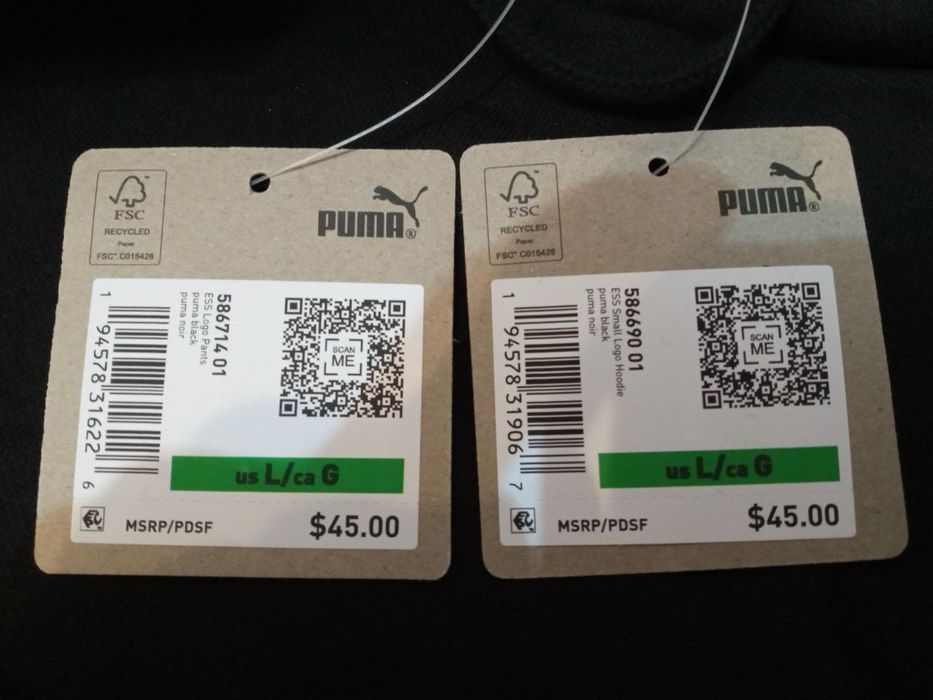 FSC™
RECYCLED
Paper
FSC™ C015426
PUMA®
586714 01
ESS Logo Pants
puma black
puma noir
1 94578 31622 6
SCAN
ME
us L/ca G
MSRP/PDSF
$45.00
FSC™
RECYCLED
Paper
FSC™ C015426
PUMA®
586690 01
ESS Small Logo Hoodie
puma black
puma noir
1 94578 31906 7
SCAN
ME
us L/ca G
MSRP/PDSF
$45.00